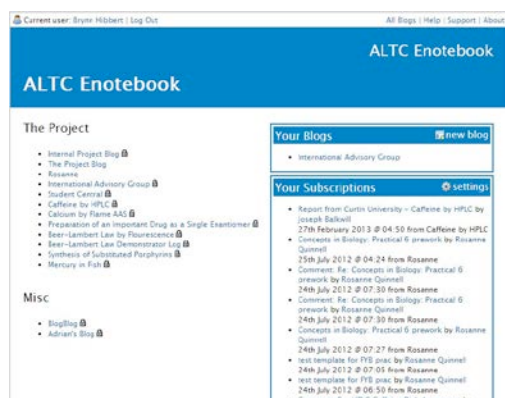 Current user: Brynn Hibbert | Log Out
All Blogs | Help | Support | About
ALTC Enotebook
ALTC Enotebook
The Project
Internal Project Blog
The Project Blog
Rosanne
International Advisory Group
Student Central
Caffeine by HPLC
Calcium by Flame AAS
Preparation of an Important Drug as a Single Enantiomer
Beer-Lambert Law by Flourescence
Beer-Lambert Law Demonstrator Log
Synthesis of Substituted Porphyrins
Mercury in Fish
Misc
BlogBlog
Adrian's Blog
Your Blogs
new blog
International Advisory Group
Your Subscriptions
settings
Report from Curtin University - Caffeine by HPLC by
Joseph Balkwill
27th February 2013 @ 04:50 from Caffeine by HPLC
Concepts in Biology: Practical 6 prework by Rosanne
Quinnell
25th July 2012 @ 04:24 from Rosanne
Comment: Re: Concepts in Biology: Practical 6
prework by Rosanne Quinnell
24th July 2012 @ 07:30 from Rosanne
Comment: Re: Concepts in Biology: Practical 6
prework by Rosanne Quinnell
24th July 2012 @ 07:30 from Rosanne
Concepts in Biology: Practical 6 prework by Rosanne
Quinnell
24th July 2012 @ 07:27 from Rosanne
test template for FYB prac by Rosanne Quinnell
24th July 2012 @ 07:05 from Rosanne
test template for FYB prac by Rosanne Quinnell
24th July 2012 @ 06:50 from Rosanne